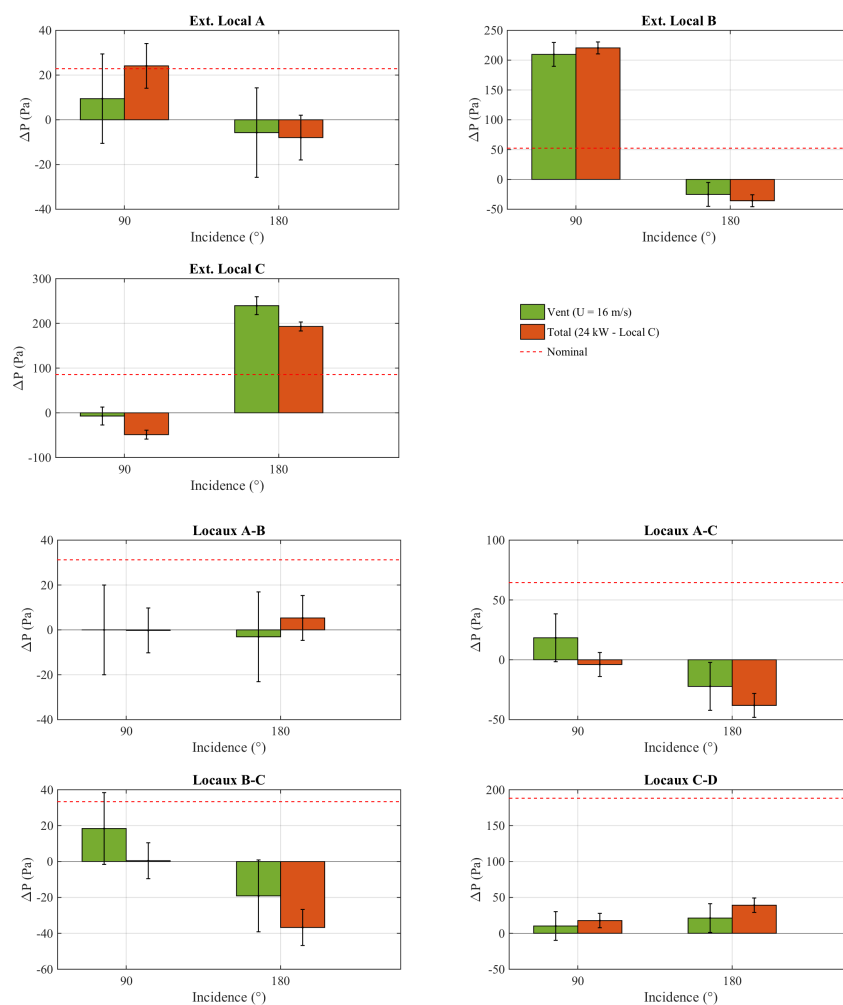 Ext. Local A
40
20
0
-20
-40
ΔP (Pa)
90
180
Incidence (°)
Ext. Local B
250
200
150
100
50
0
-50
ΔP (Pa)
90
180
Incidence (°)
Ext. Local C
300
200
100
0
-100
ΔP (Pa)
90
180
Incidence (°)
Vent (U = 16 m/s)
Total (24 kW - Local C)
Nominal
Locaux A-B
40
20
0
-20
-40
ΔP (Pa)
90
180
Incidence (°)
Locaux A-C
100
50
0
-50
ΔP (Pa)
90
180
Incidence (°)
Locaux B-C
40
20
0
-20
-40
-60
ΔP (Pa)
90
180
Incidence (°)
Locaux C-D
200
150
100
50
0
-50
ΔP (Pa)
90
180
Incidence (°)